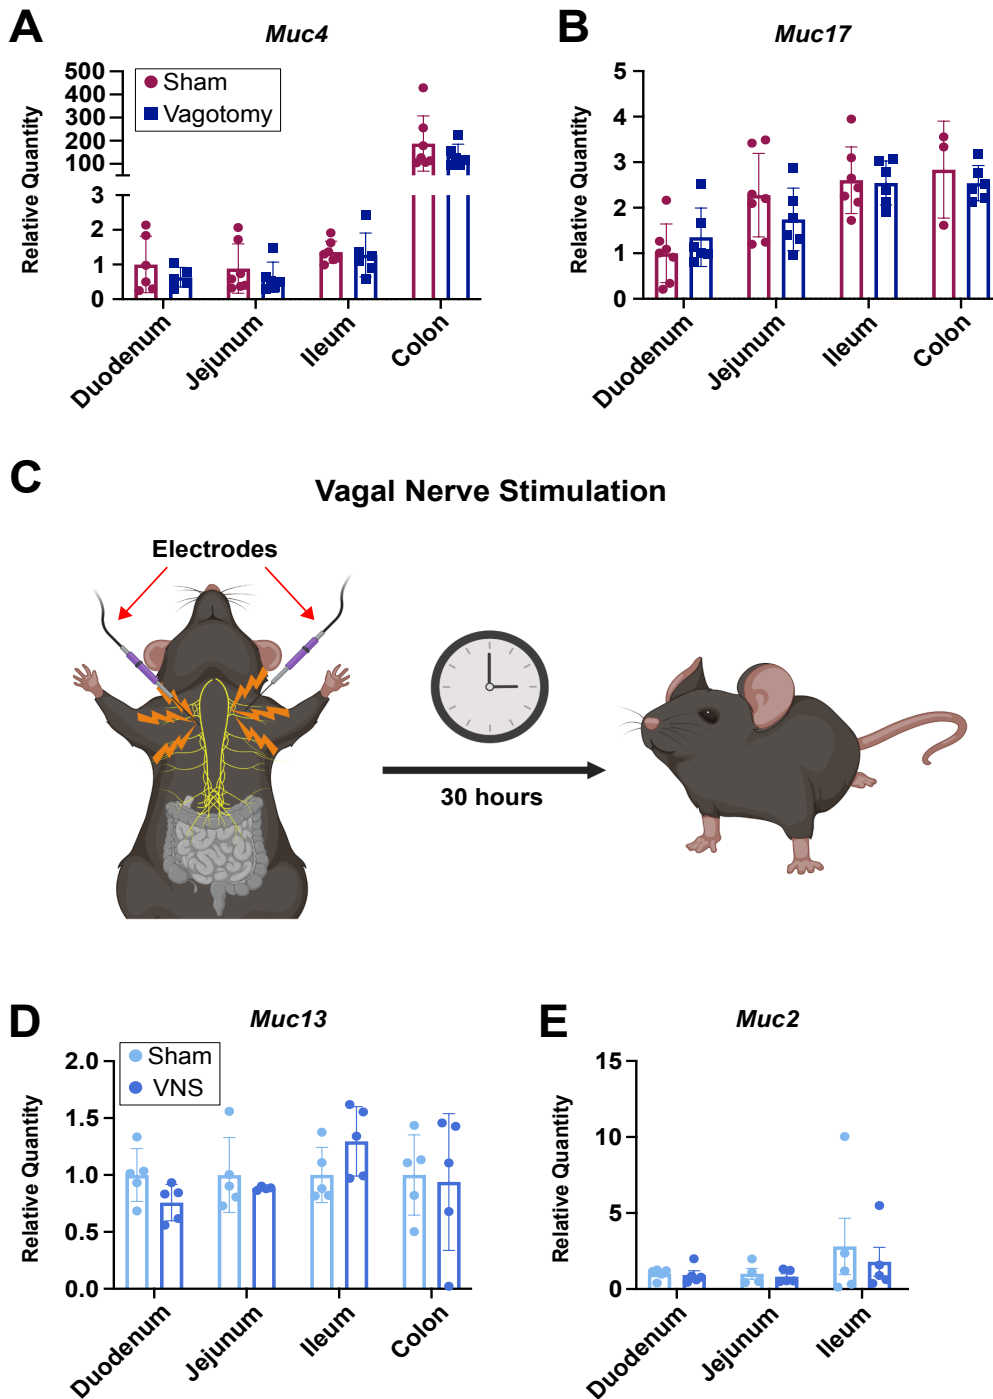 A
Muc4
Relative Quantity
500
400
300
200
100
3
2
1
0
Sham
Vagotomy
Duodenum
Jejunum
Ileum
Colon
B
Muc17
Relative Quantity
5
4
3
2
1
0
Duodenum
Jejunum
Ileum
Colon
C
Vagal Nerve Stimulation
Electrodes
30 hours
D
Muc13
Relative Quantity
2.0
1.5
1.0
0.5
0.0
Sham
VNS
Duodenum
Jejunum
Ileum
Colon
E
Muc2
Relative Quantity
15
10
5
0
Duodenum
Jejunum
Ileum